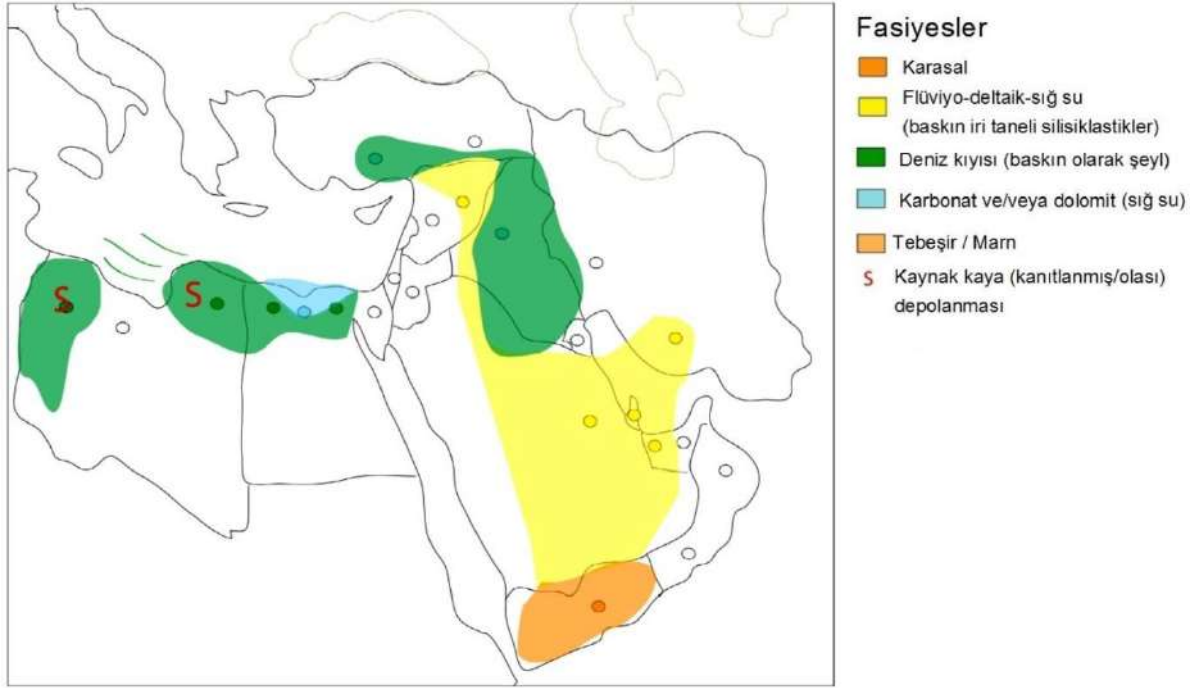 Fasiyesler
Karasal
Flüviyo-deltaik-sığ su
(baskın iri taneli silisiklastikler)
Deniz kıyısı (baskın olarak şeyl)
Karbonat ve/veya dolomit (sığ su)
Tebeşir / Marn
S Kaynak kaya (kanıtlanmış/olası)
depolanması
S
S